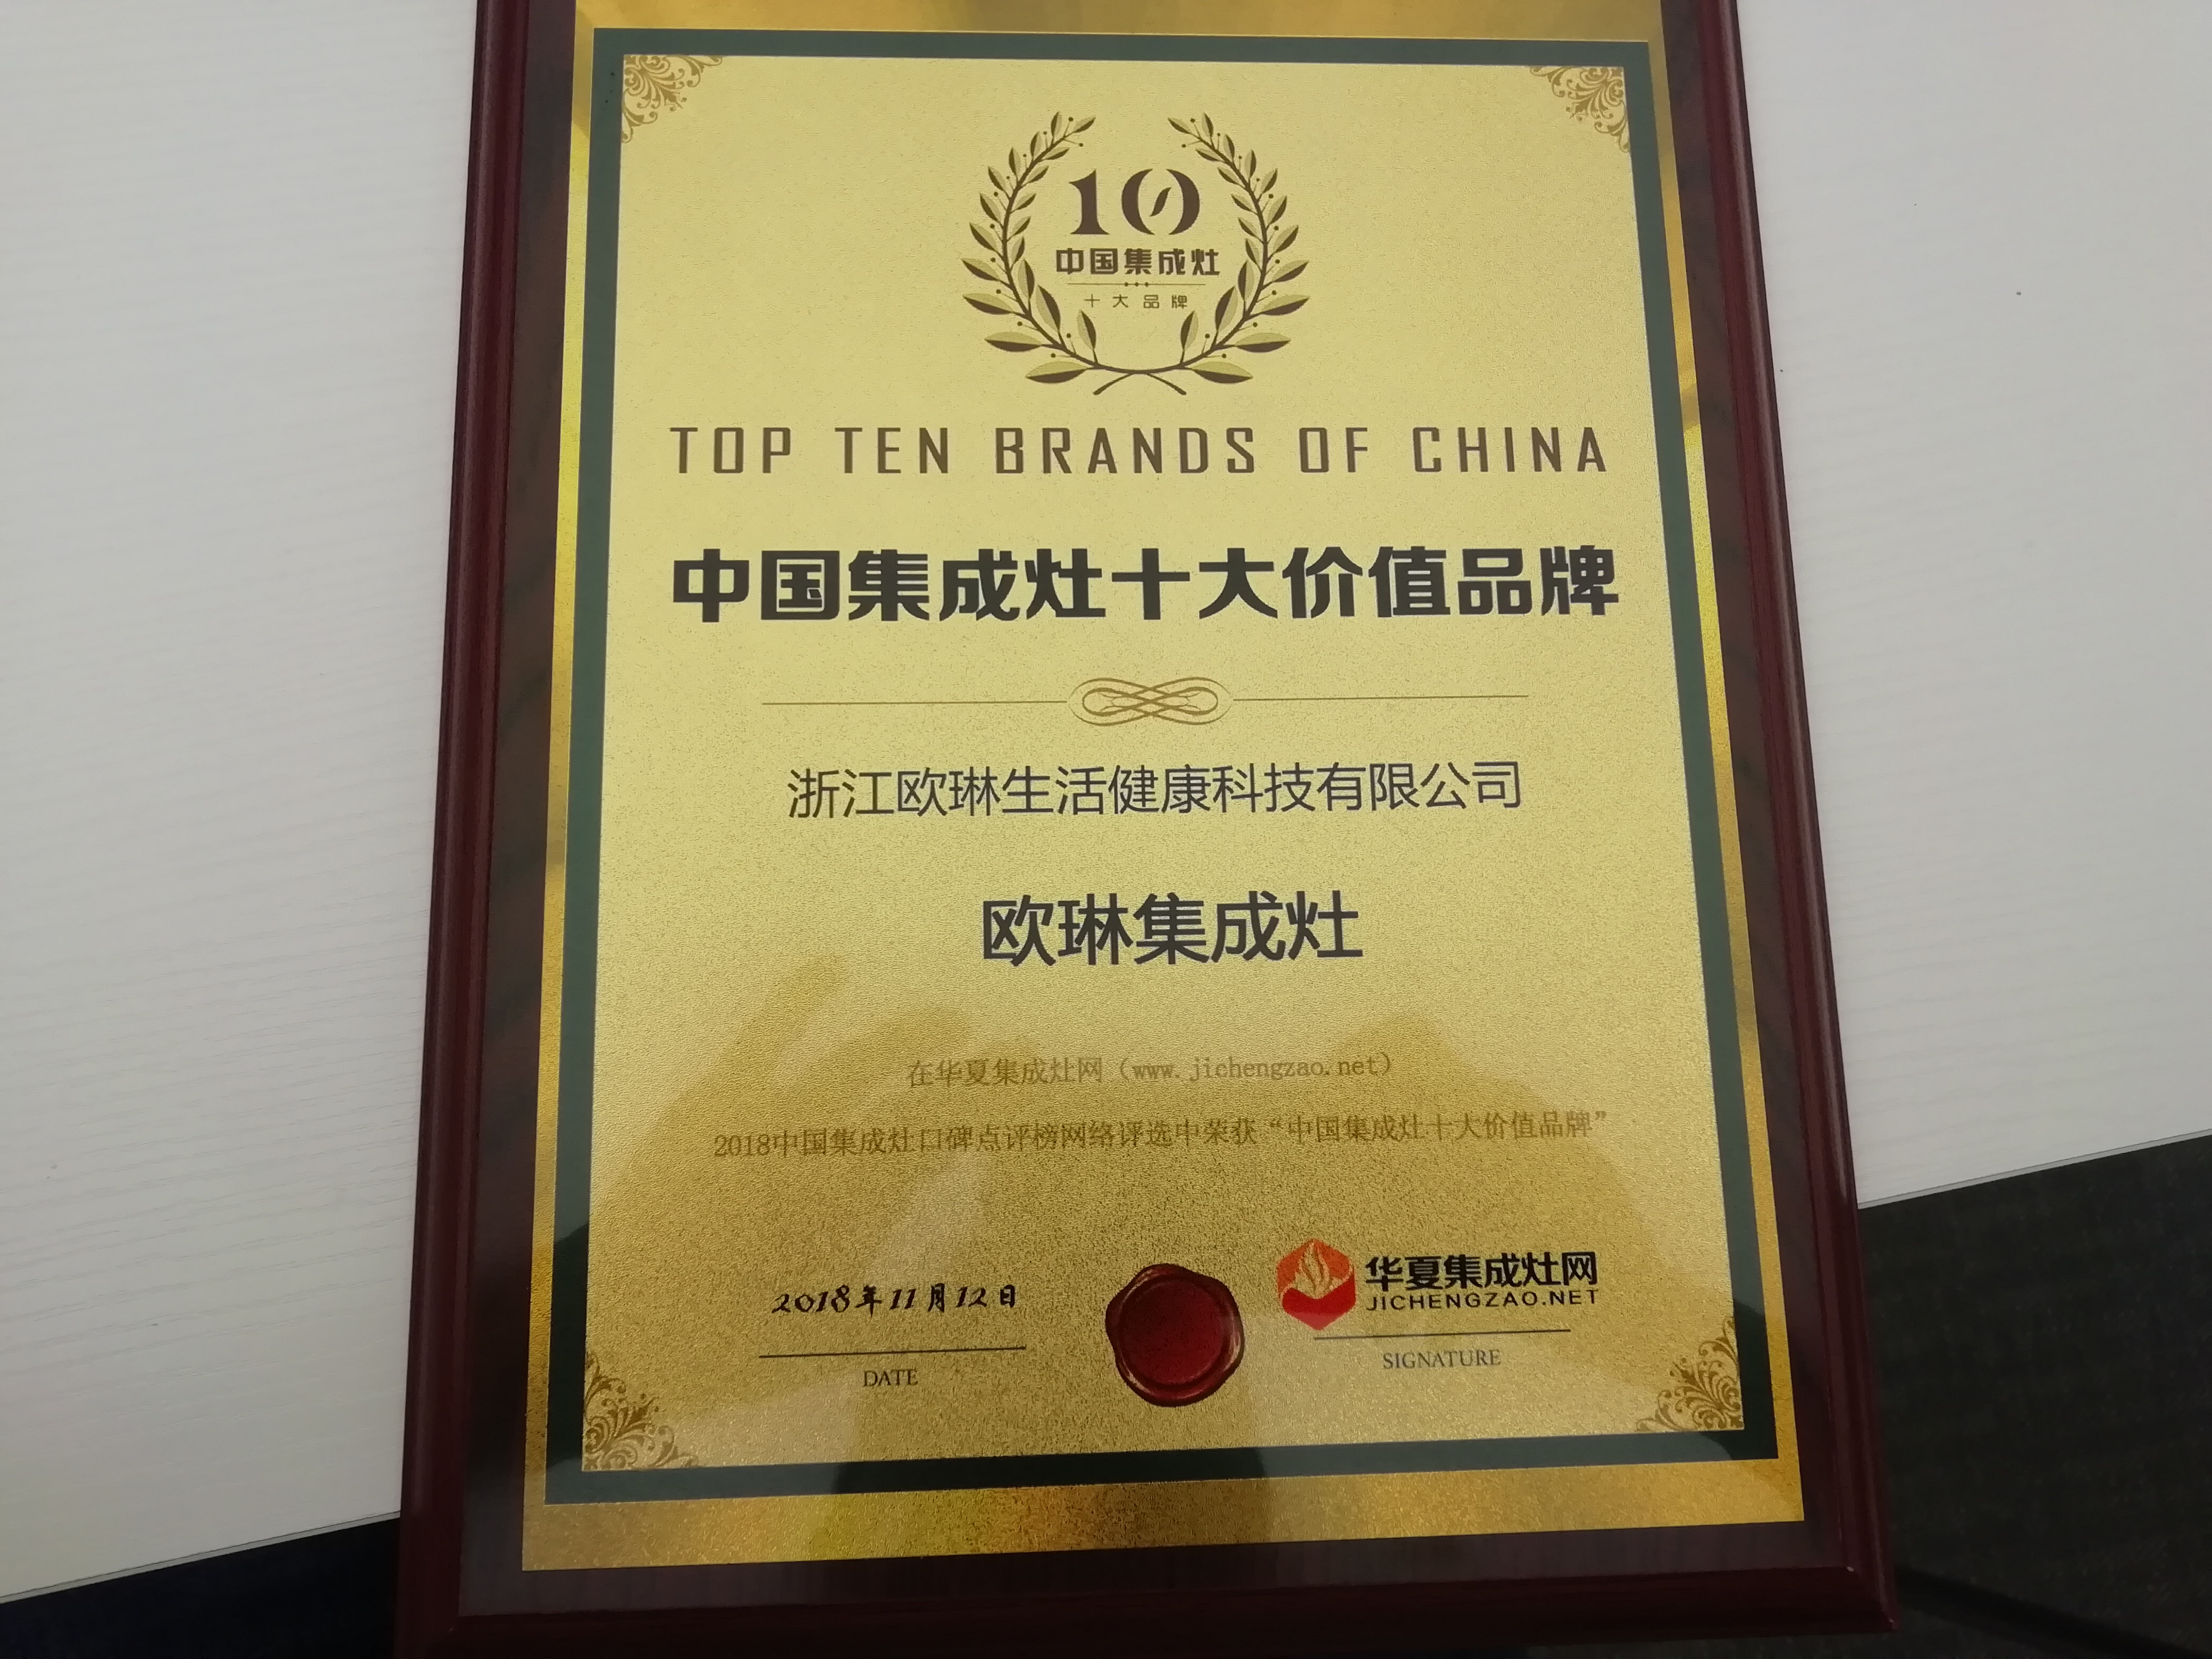 10
中国集成灶
十大品牌
TOP TEN BRANDS OF CHINA
中国集成灶十大价值品牌
浙江欧琳生活健康科技有限公司
欧琳集成灶
在华夏集成灶网（www.jichengzao.net）
2018中国集成灶口碑点评榜网络评选中荣获“中国集成灶十大价值品牌”
2018年11月12日
DATE
华夏集成灶网
JICHENGZAO.NET
SIGNATURE